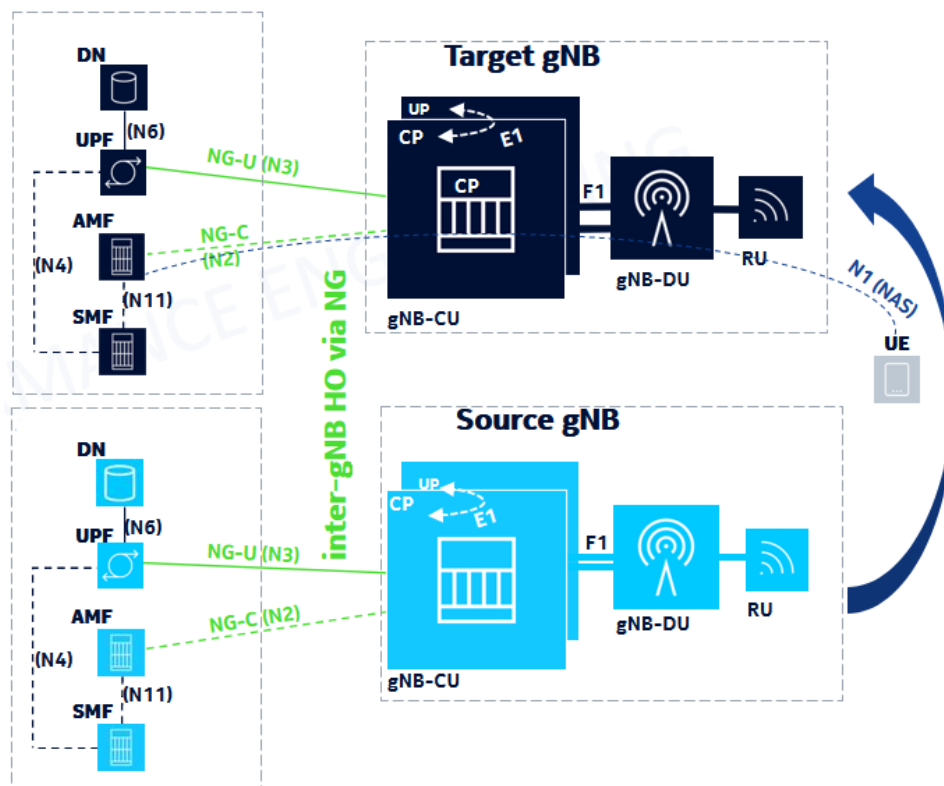 Target gNB
DN
(N6)
UPF
NG-U (N3)
AMF
NG-C
(N2)
(N4)
(N11)
SMF
UP
CP
E1
CP
gNB-CU
F1
gNB-DU
RU
N1 (NAS)
UE
inter-gNB HO via NG
Source gNB
DN
(N6)
UPF
NG-U (N3)
AMF
NG-C (N2)
(N4)
(N11)
SMF
UP
CP
E1
gNB-CU
F1
gNB-DU
RU